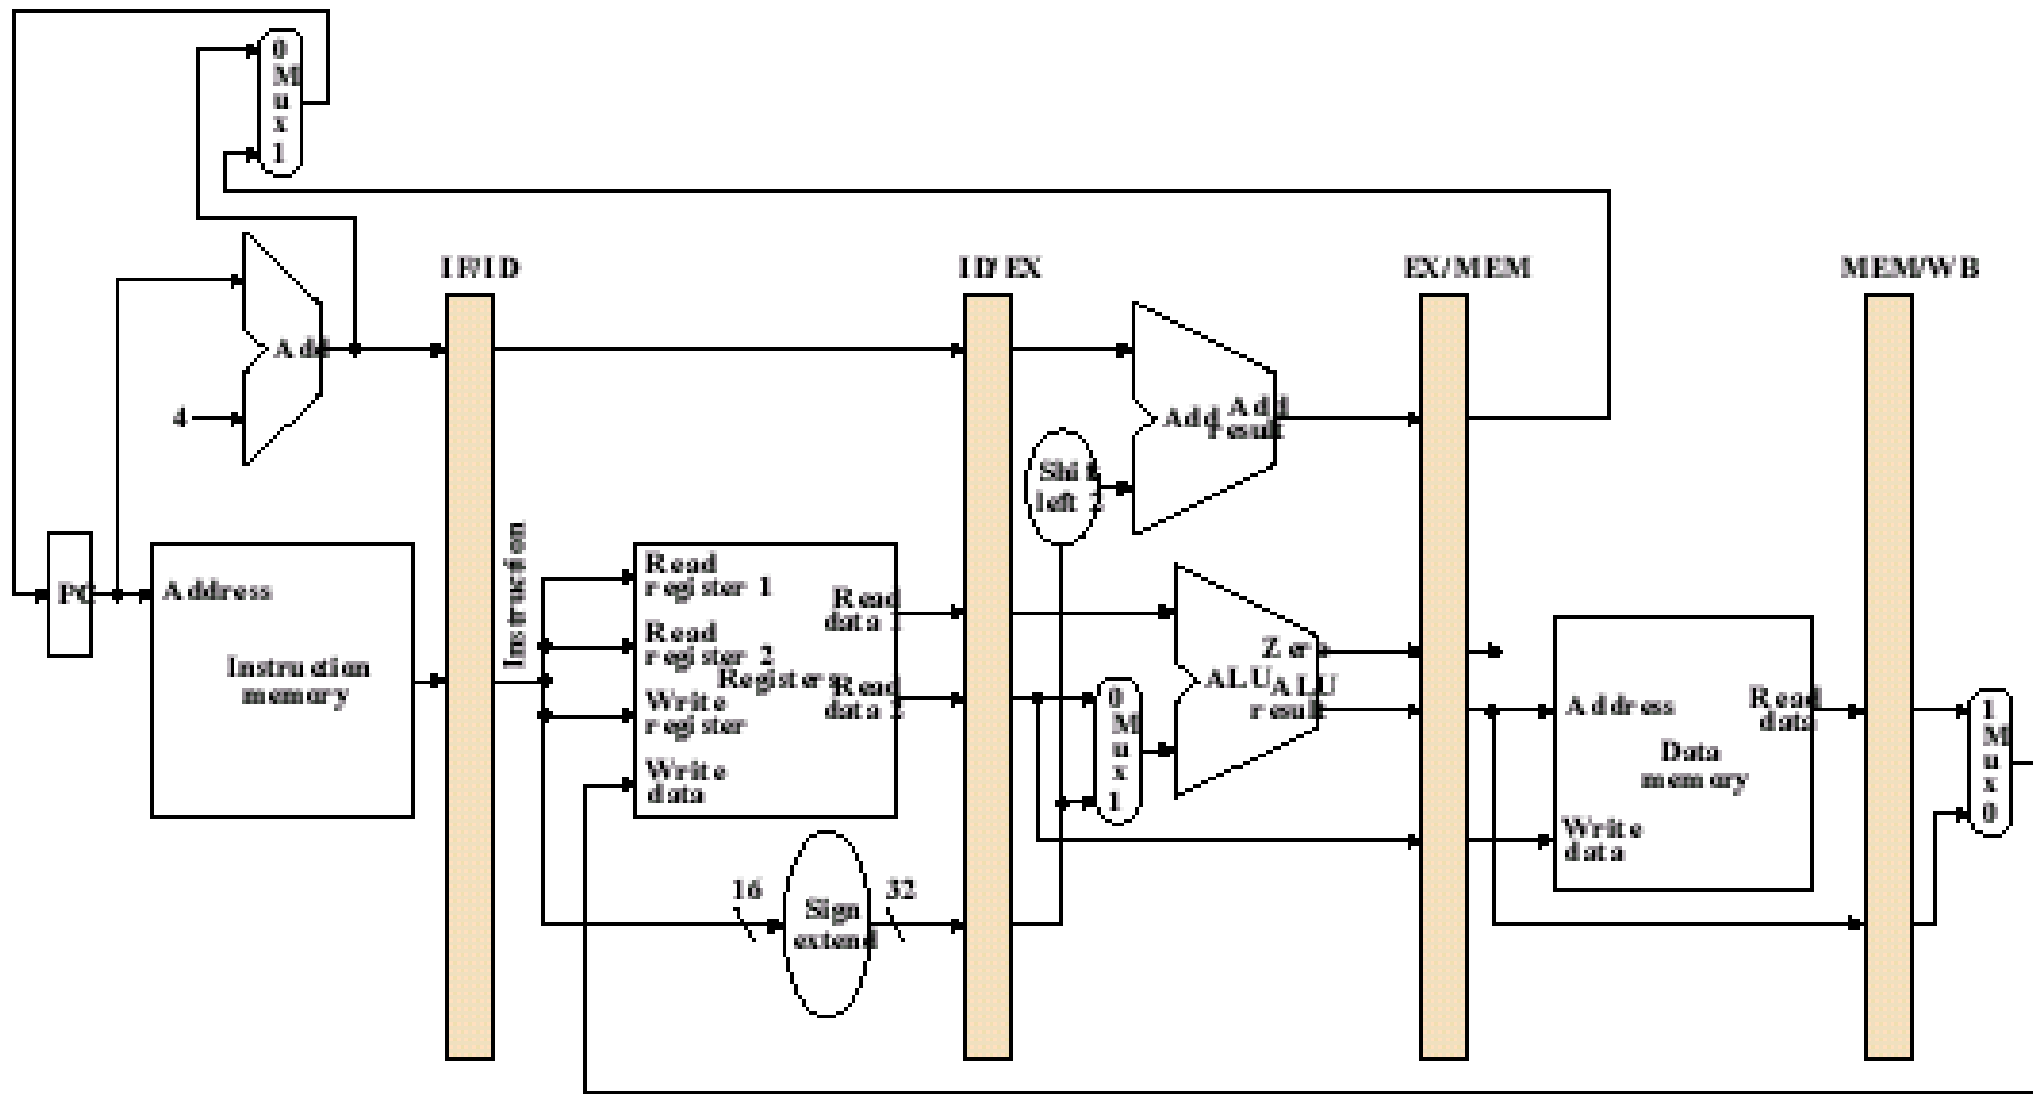 0
M
u
x
1
IF/ID
ID/EX
EX/MEM
MEM/WB
Add
4
Add
Add
result
Shift
left 2
PC
Address
Instruction
memory
Instruction
Read
register 1
Read
register 2
Registers
Write
register
Write
data
Read
data 1
Read
data 2
0
M
u
x
1
Zero
ALU
ALU
result
Address
Read
data
Data
memory
Write
data
1
M
u
x
0
16
Sign
extend
32